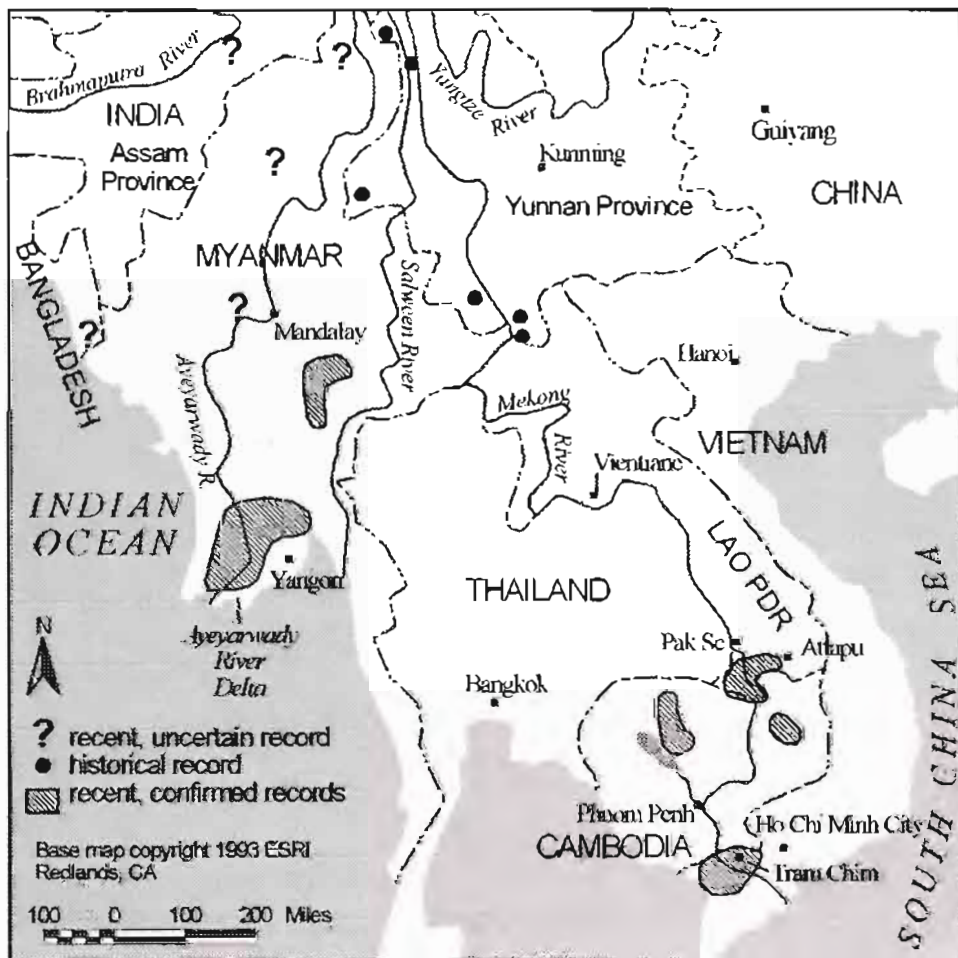 ?
?
Brahmaputra River
Yangtze River
INDIA
Guiyang
Assam
Province
?
Kunming
CHINA
Yunnan Province
BANGLADESH
MYANMAR
Salween River
?
?
Mandalay
Hanoi
Ayeyarwady R.
Mekong
River
VIETNAM
Vientiane
INDIAN
OCEAN
LAO PDR
SOUTH CHINA SEA
Yangon
THAILAND
N
Ayeyarwady
River
Delta
Pak Se
Attapu
Bangkok
? recent, uncertain record
historical record
recent, confirmed records
Phnom Penh
Ho Chi Minh City
CAMBODIA
Tram Chim
Base map copyright 1993 ESRI
Redlands, CA
100 0 100 200 Miles